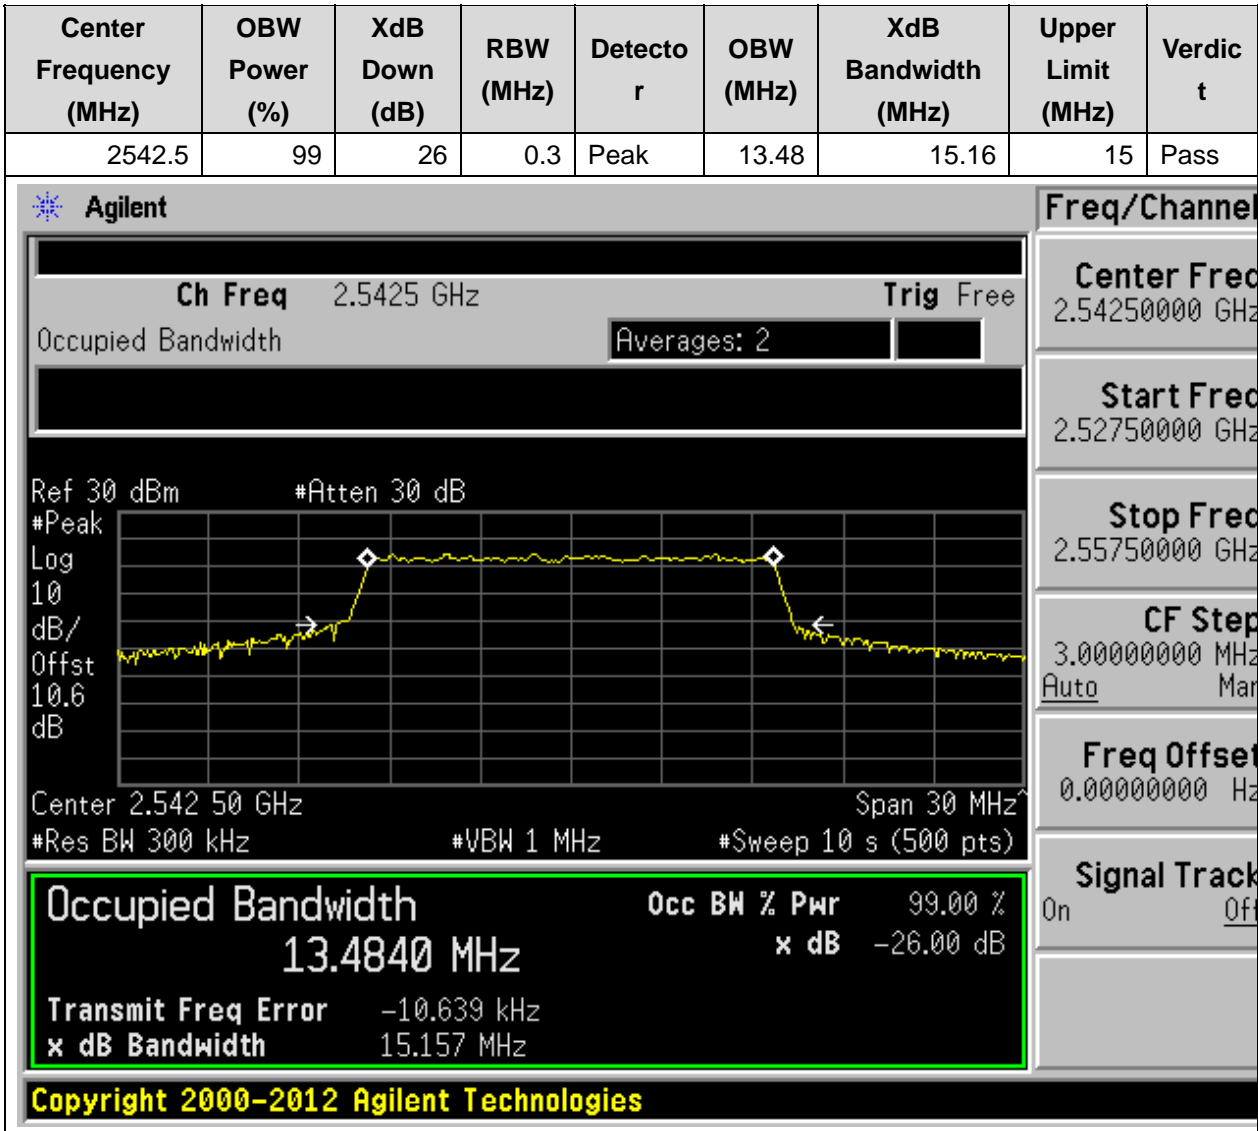 Center Frequency (MHz) OBW Power (%) XdB Down (dB) RBW (MHz) Detector OBW (MHz) XdB Bandwidth (MHz) Upper Limit (MHz) Verdict
2542.5 99 26 0.3 Peak 13.48 15.16 15 Pass
Agilent
Ch Freq 2.5425 GHz Trig Free
Occupied Bandwidth Averages: 2
Ref 30 dBm #Atten 30 dB
#Peak
Log
10
dB/
Offst
10.6
dB
Center 2.542 50 GHz Span 30 MHz^
#Res BW 300 kHz #VBW 1 MHz #Sweep 10 s (500 pts)
Occupied Bandwidth Occ BW % Pwr 99.00 %
13.4840 MHz x dB -26.00 dB
Transmit Freq Error -10.639 kHz
x dB Bandwidth 15.157 MHz
Copyright 2000-2012 Agilent Technologies
Freq/Channel
Center Freq
2.54250000 GHz
Start Freq
2.52750000 GHz
Stop Freq
2.55750000 GHz
CF Step
3.00000000 MHz
Auto Man
Freq Offset
0.00000000 Hz
Signal Track
On Off